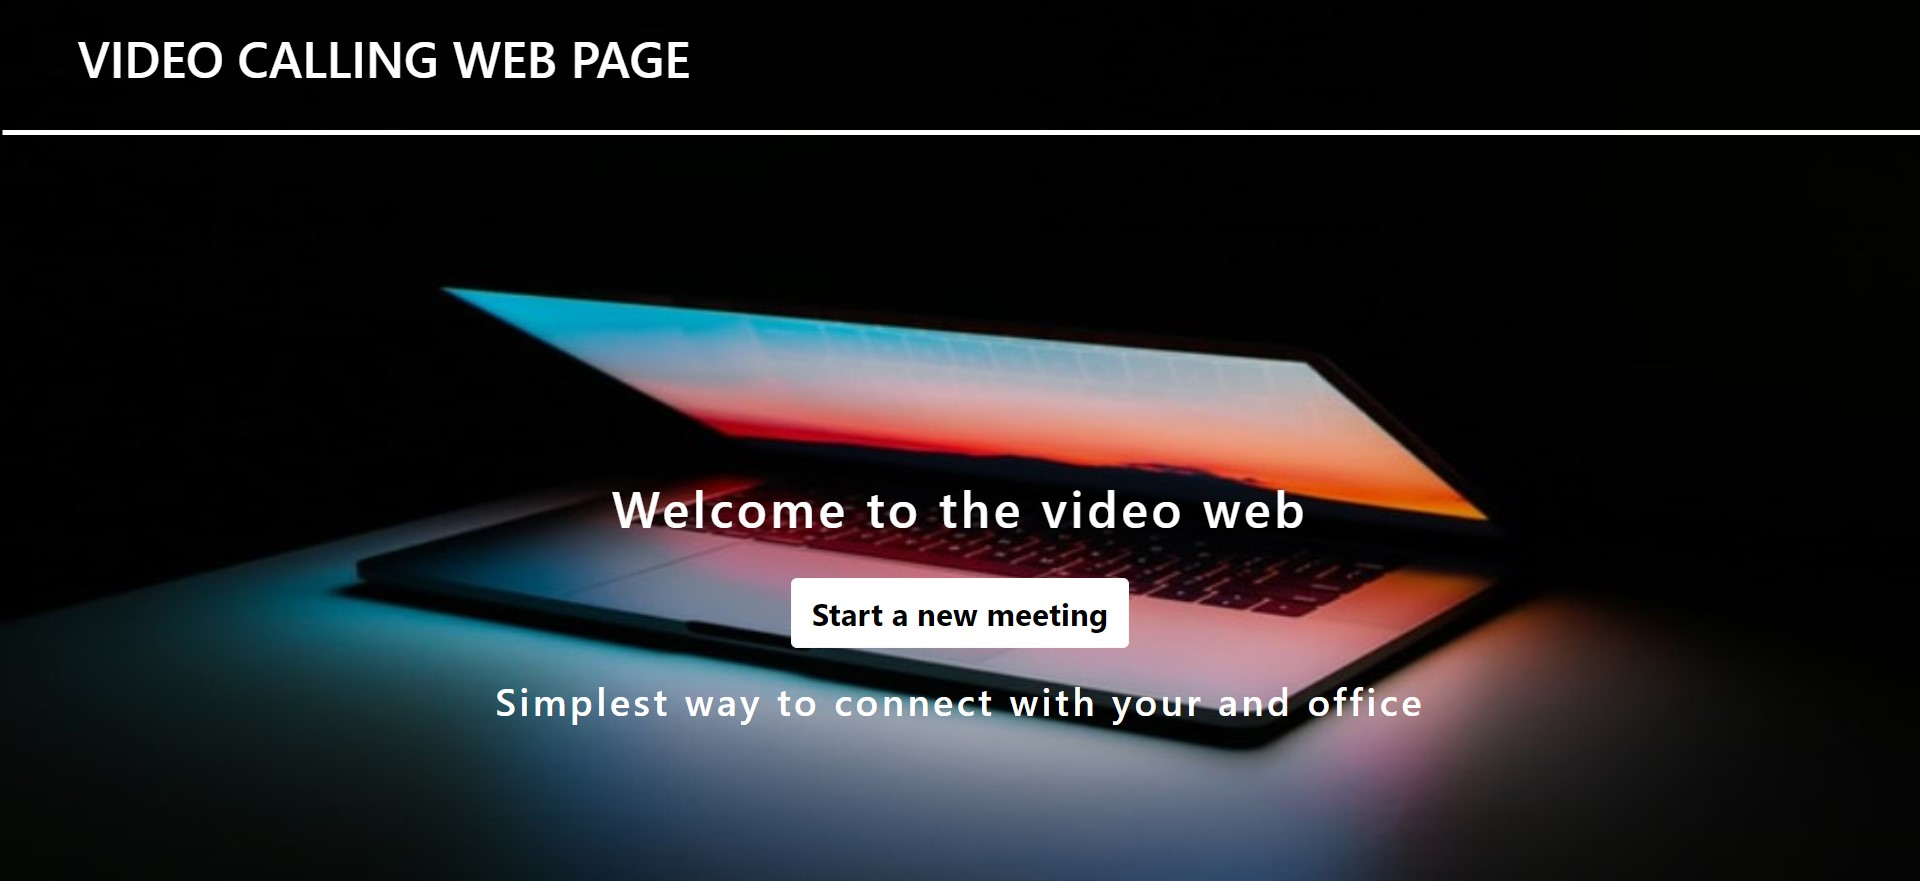 VIDEO CALLING WEB PAGE
Welcome to the video web
Start a new meeting
Simplest way to connect with your and office